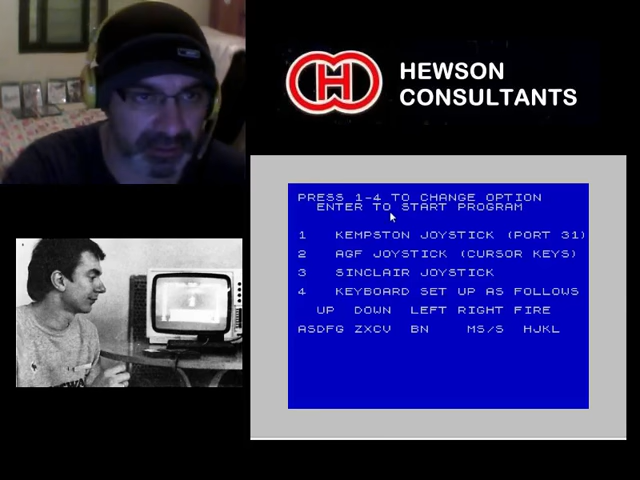 HEWSON
CONSULTANTS
PRESS 1-4 TO CHANGE OPTION
ENTER TO START PROGRAM
1 KEMPSTON JOYSTICK (PORT 31)
2 AGF JOYSTICK (CURSOR KEYS)
3 SINCLAIR JOYSTICK
4 KEYBOARD SET UP AS FOLLOWS
UP DOWN LEFT RIGHT FIRE
ASDFG ZXCV BN MS/S HJKL